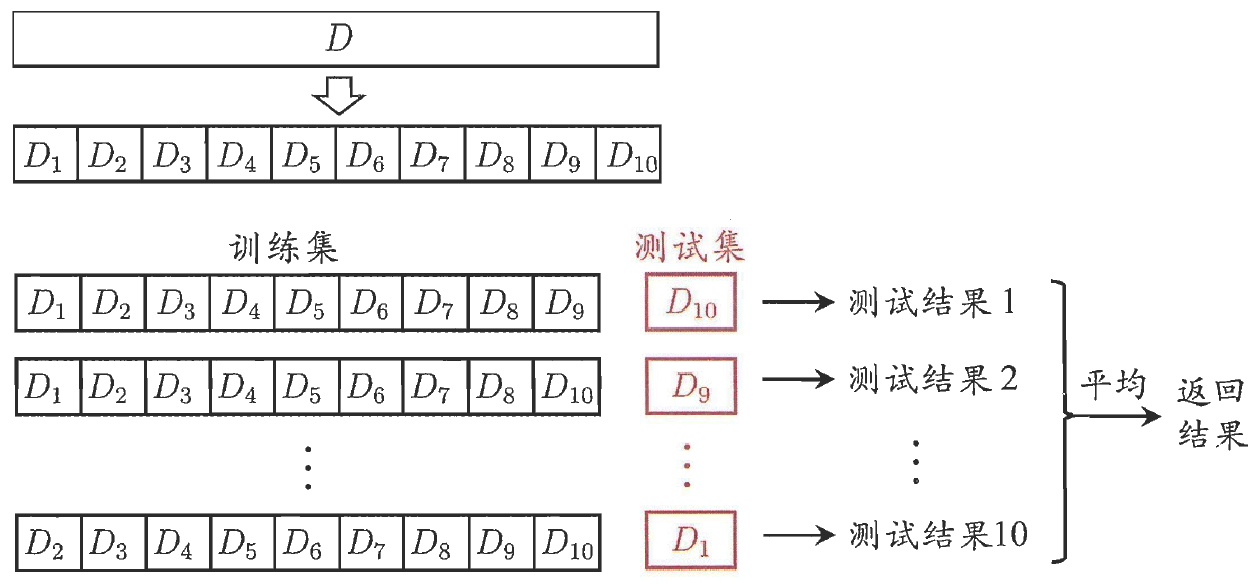 D
D₁ D₂ D₃ D₄ D₅ D₆ D₇ D₈ D₉ D₁₀
训练集 测试集
D₁ D₂ D₃ D₄ D₅ D₆ D₇ D₈ D₉ D₁₀ 测试结果1
D₁ D₂ D₃ D₄ D₅ D₆ D₇ D₈ D₁₀ D₉ 测试结果2
平均 返回
结果
⋮ ⋮ ⋮
D₂ D₃ D₄ D₅ D₆ D₇ D₈ D₉ D₁₀ D₁ 测试结果10